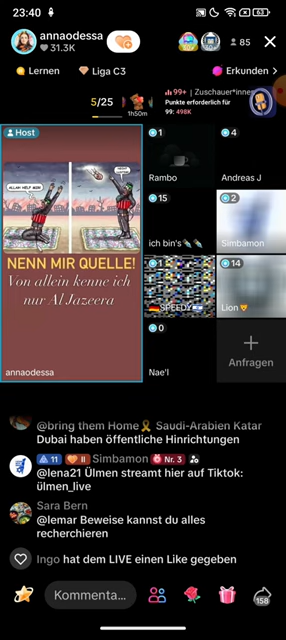 23:40
63
annaodessa
31.3K
85
Lernen
Liga C3
Erkunden
5/25
1h50m
99+ | Zuschauer*innen
Punkte erforderlich für
99: 498K
Host
ALLAH HELP NOW
NENN MIR QUELLE!
Von allein kenne ich
nur Al Jazeera
annaodessa
1
Rambo
4
Andreas J
15
ich bin's
2
Simbamon
1
SPEEDY
14
Lion
0
Nae'l
Anfragen
@bring them Home🎗️ Saudi-Arabien Katar
Dubai haben öffentliche Hinrichtungen
11 II Simbamon Nr. 3
@lena21 Ülmen streamt hier auf Tiktok:
ülmen_live
Sara Bern
@lemar Beweise kannst du alles
recherchieren
Ingo hat dem LIVE einen Like gegeben
Kommenta...
158